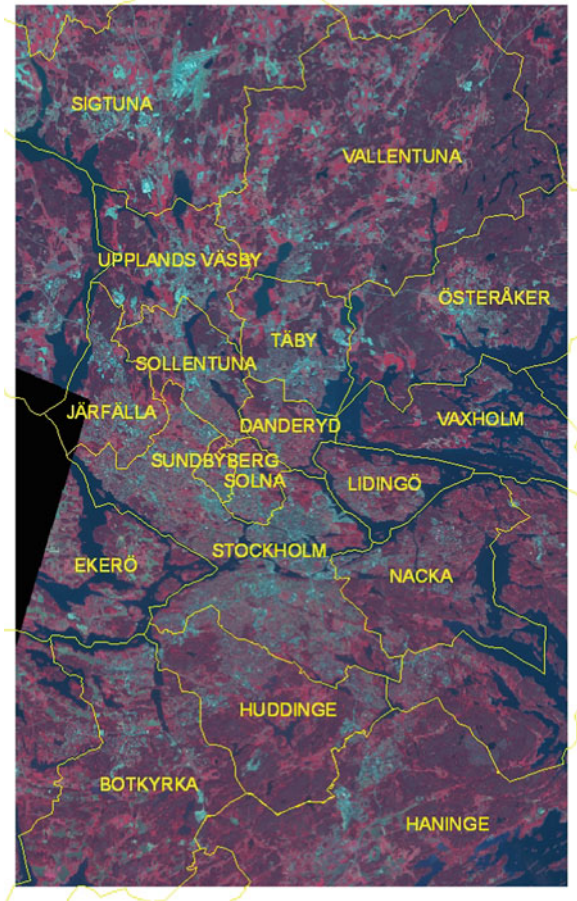 SIGTUNA
VALLENTUNA
UPPLANDS VÄSBY
ÖSTERÅKER
TÄBY
SOLLENTUNA
JÄRFÄLLA
VAXHOLM
DANDERYD
SUNDBYBERG
SOLNA
LIDINGÖ
STOCKHOLM
EKERÖ
NACKA
HUDDINGE
BOTKYRKA
HANINGE